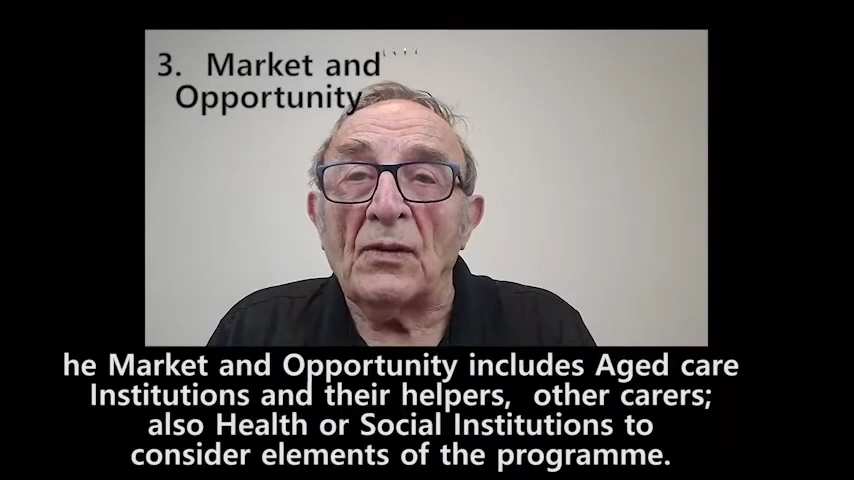 3. Market and
Opportunity
he Market and Opportunity includes Aged care
Institutions and their helpers, other carers;
also Health or Social Institutions to
consider elements of the programme.